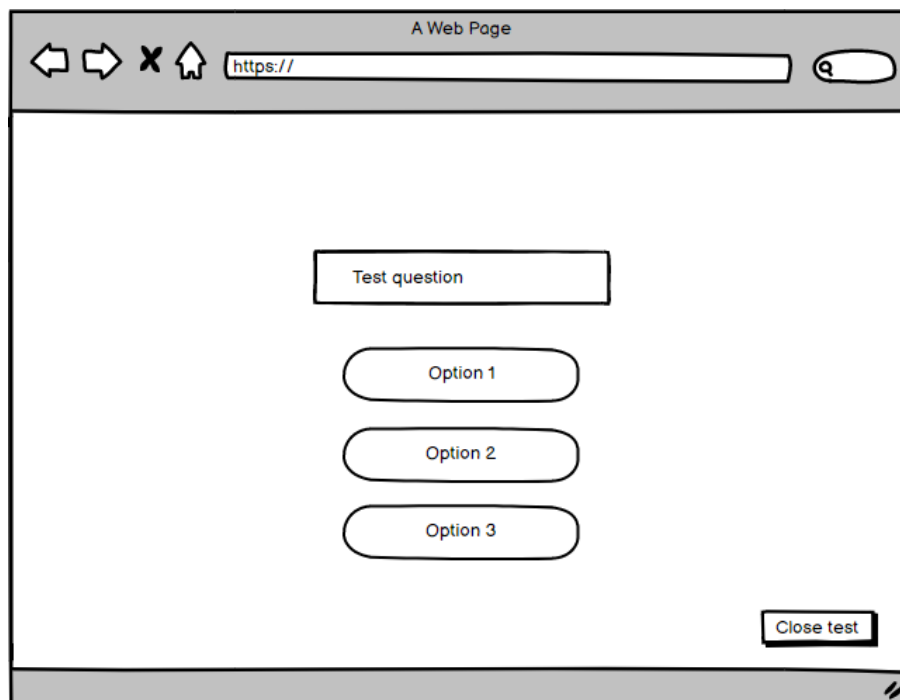 A Web Page
https://
Test question
Option 1
Option 2
Option 3
Close test